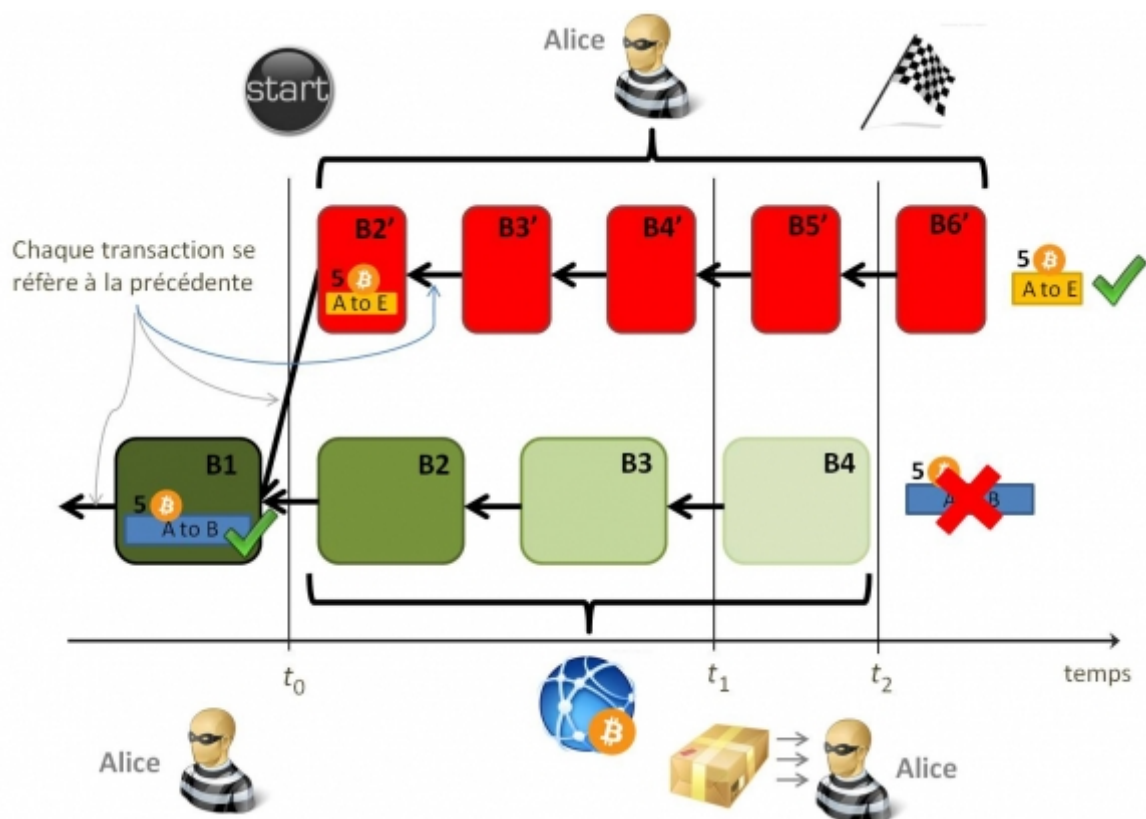 Alice
start
B2'
B3'
B4'
B5'
B6'
Chaque transaction se
réfère à la précédente
5
A to E
5
A to E
B1
B2
B3
B4
5
A to B
5
A B
t0
t1
t2
temps
Alice
Alice